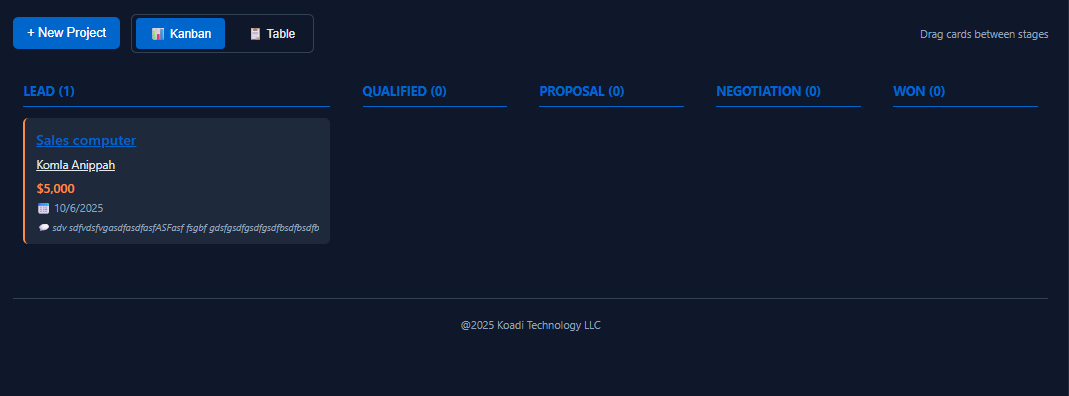 + New Project
Kanban
Table
Drag cards between stages
LEAD (1)
QUALIFIED (0)
PROPOSAL (0)
NEGOTIATION (0)
WON (0)
Sales computer
Komla Anippah
$5,000
10/6/2025
sdv sdfvdsfvgasdfasdfasfASFasf fsgbf gdsfgsdfgsdfgsdfbsdfbsdfb
@2025 Koadi Technology LLC